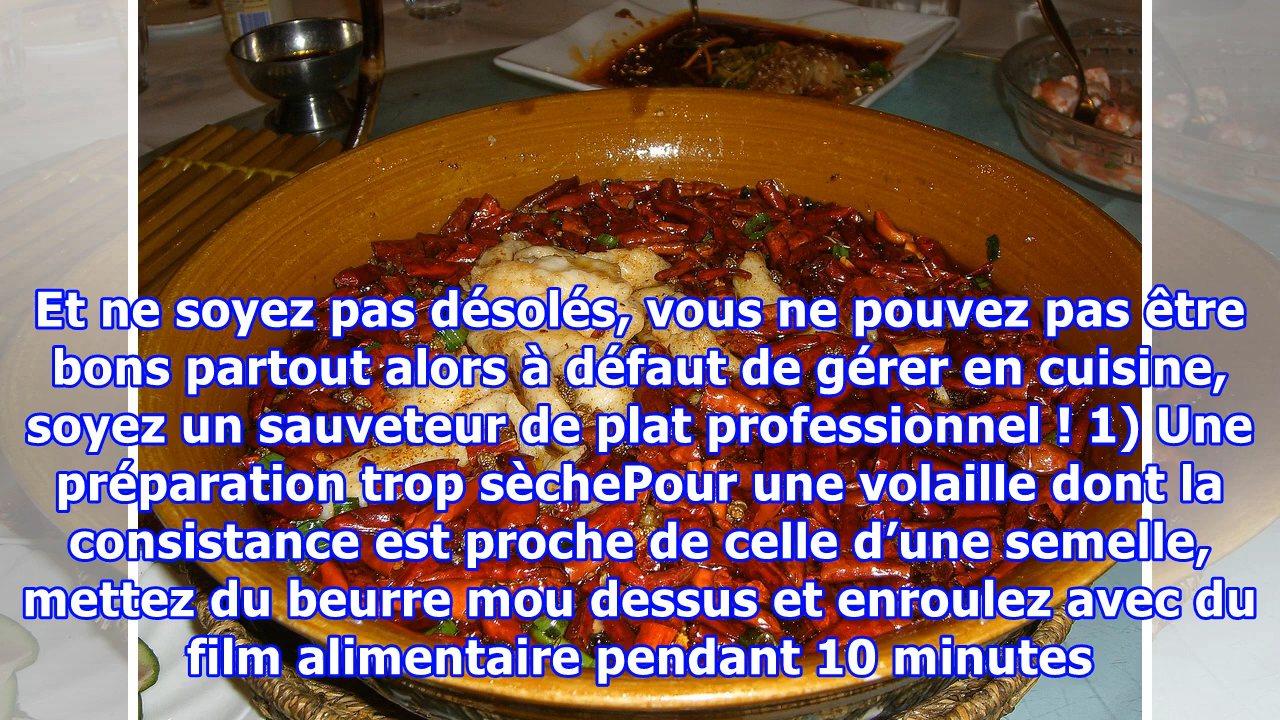 Et ne soyez pas désolés, vous ne pouvez pas être
bons partout alors à défaut de gérer en cuisine,
soyez un sauveteur de plat professionnel ! 1) Une
préparation trop sèchePour une volaille dont la
consistance est proche de celle d’une semelle,
mettez du beurre mou dessus et enroulez avec du
film alimentaire pendant 10 minutes